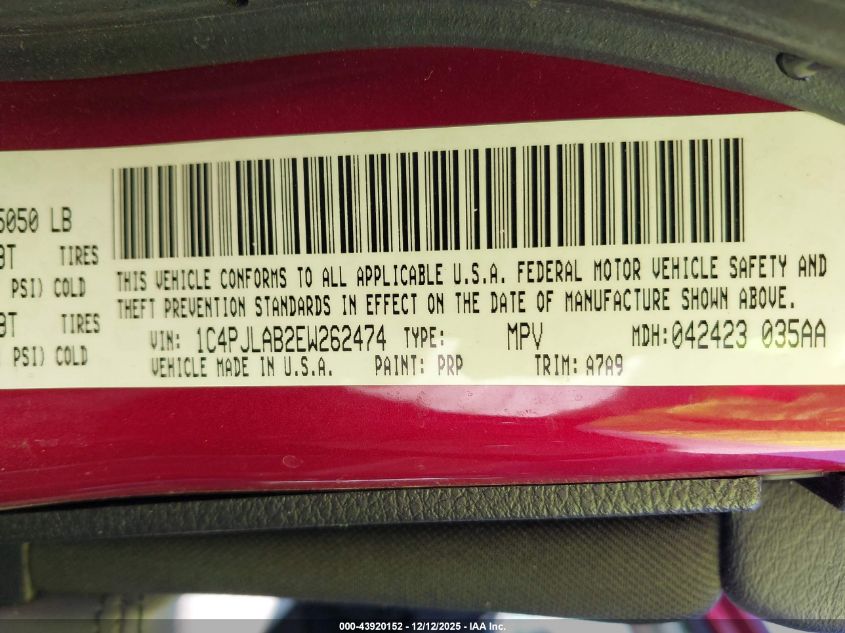 5050 LB
TIRES
PSI) COLD
TIRES
PSI) COLD
THIS VEHICLE CONFORMS TO ALL APPLICABLE U.S.A. FEDERAL MOTOR VEHICLE SAFETY AND
THEFT PREVENTION STANDARDS IN EFFECT ON THE DATE OF MANUFACTURE SHOWN ABOVE.
VIN: 1C4PJLAB2EW262474 TYPE: MPV MDH: 042423 035AA
VEHICLE MADE IN U.S.A. PAINT: PRP TRIM: A7A9
000-43920152 - 12/12/2025 - IAA Inc.